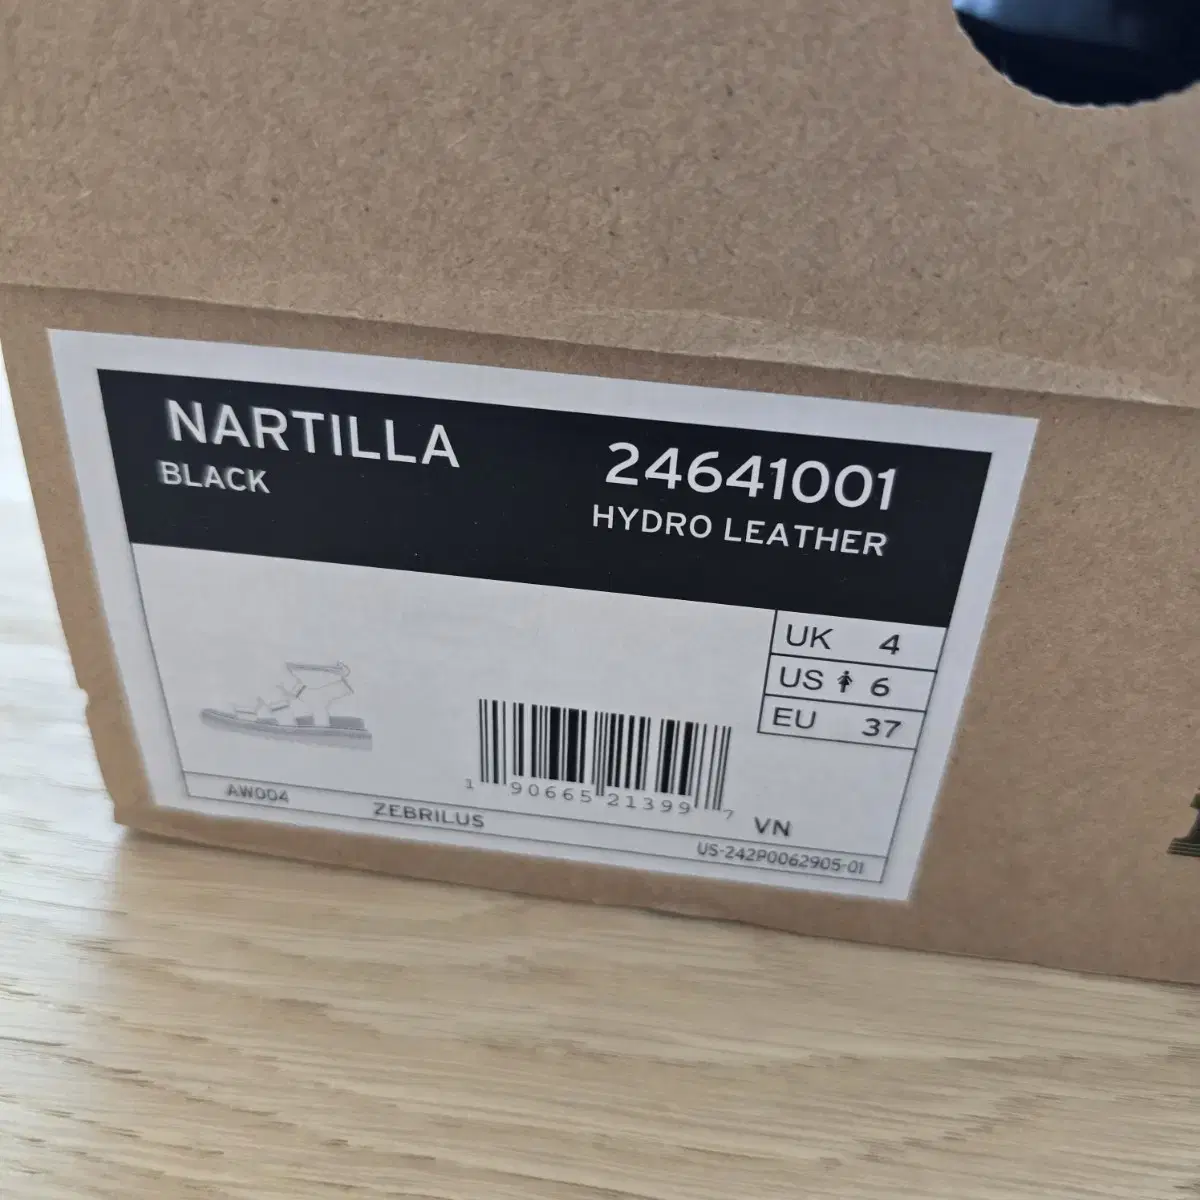 NARTILLA
BLACK
24641001
HYDRO LEATHER
UK 4
US 6
EU 37
1 90665 21399 7
VN
AW004
ZEBRILUS
US-242P0062905-01